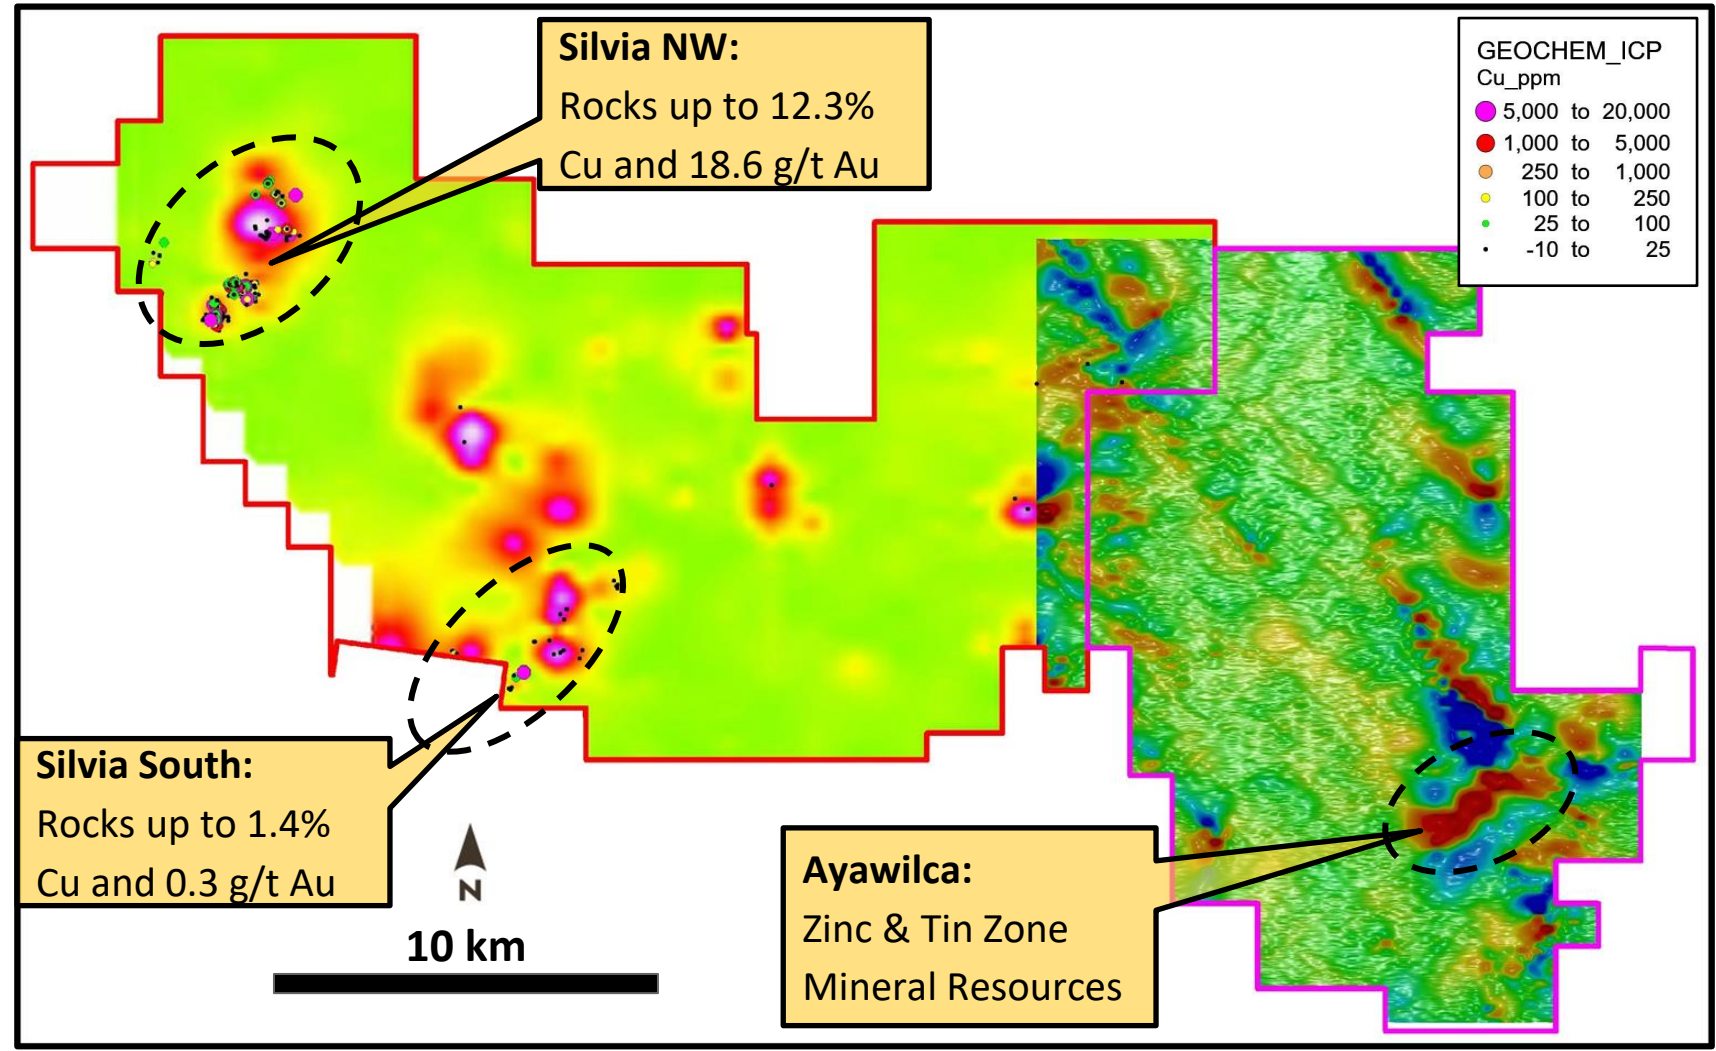 Silvia NW:
Rocks up to 12.3%
Cu and 18.6 g/t Au
GEOCHEM_ICP
Cu_ppm
5,000 to 20,000
1,000 to 5,000
250 to 1,000
100 to 250
25 to 100
-10 to 25
Silvia South:
Rocks up to 1.4%
Cu and 0.3 g/t Au
N
10 km
Ayawilca:
Zinc & Tin Zone
Mineral Resources